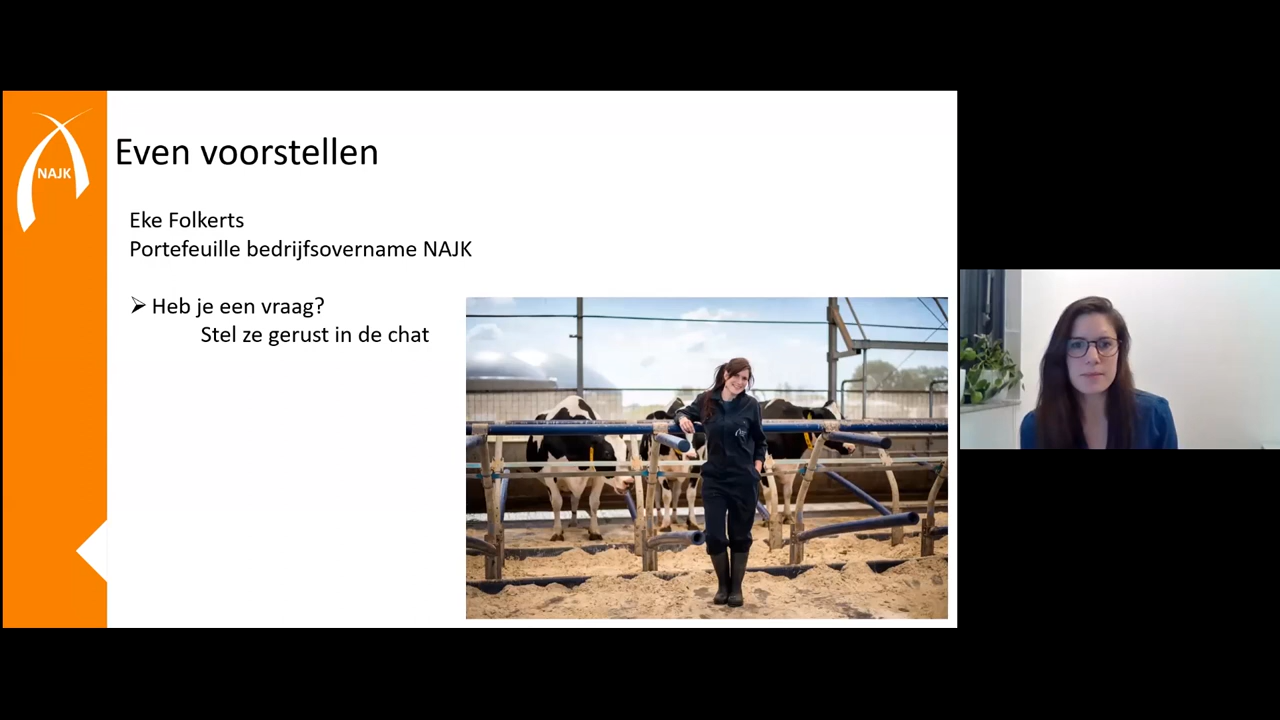 NAJK
Even voorstellen
Eke Folkerts
Portefeuille bedrijfsovername NAJK
➢ Heb je een vraag?
Stel ze gerust in de chat